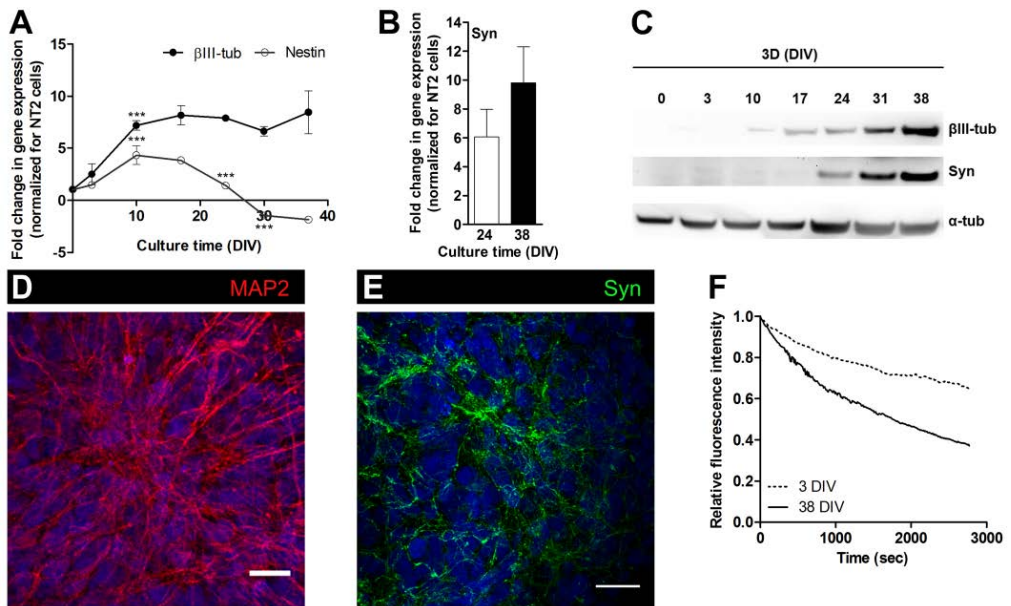 A
Fold change in gene expression
(normalized for NT2 cells)
βIII-tub
Nestin
15
10
5
0
-5
10
20
30
40
***
***
***
***
Culture time (DIV)
B
Fold change in gene expression
(normalized for NT2 cells)
Syn
14
12
10
8
6
4
2
0
24
38
Culture time (DIV)
C
3D (DIV)
0 3 10 17 24 31 38
βIII-tub
Syn
α-tub
D
MAP2
E
Syn
F
Relative fluorescence intensity
1.0
0.8
0.6
0.4
0.2
0.0
3 DIV
38 DIV
0 1000 2000 3000
Time (sec)